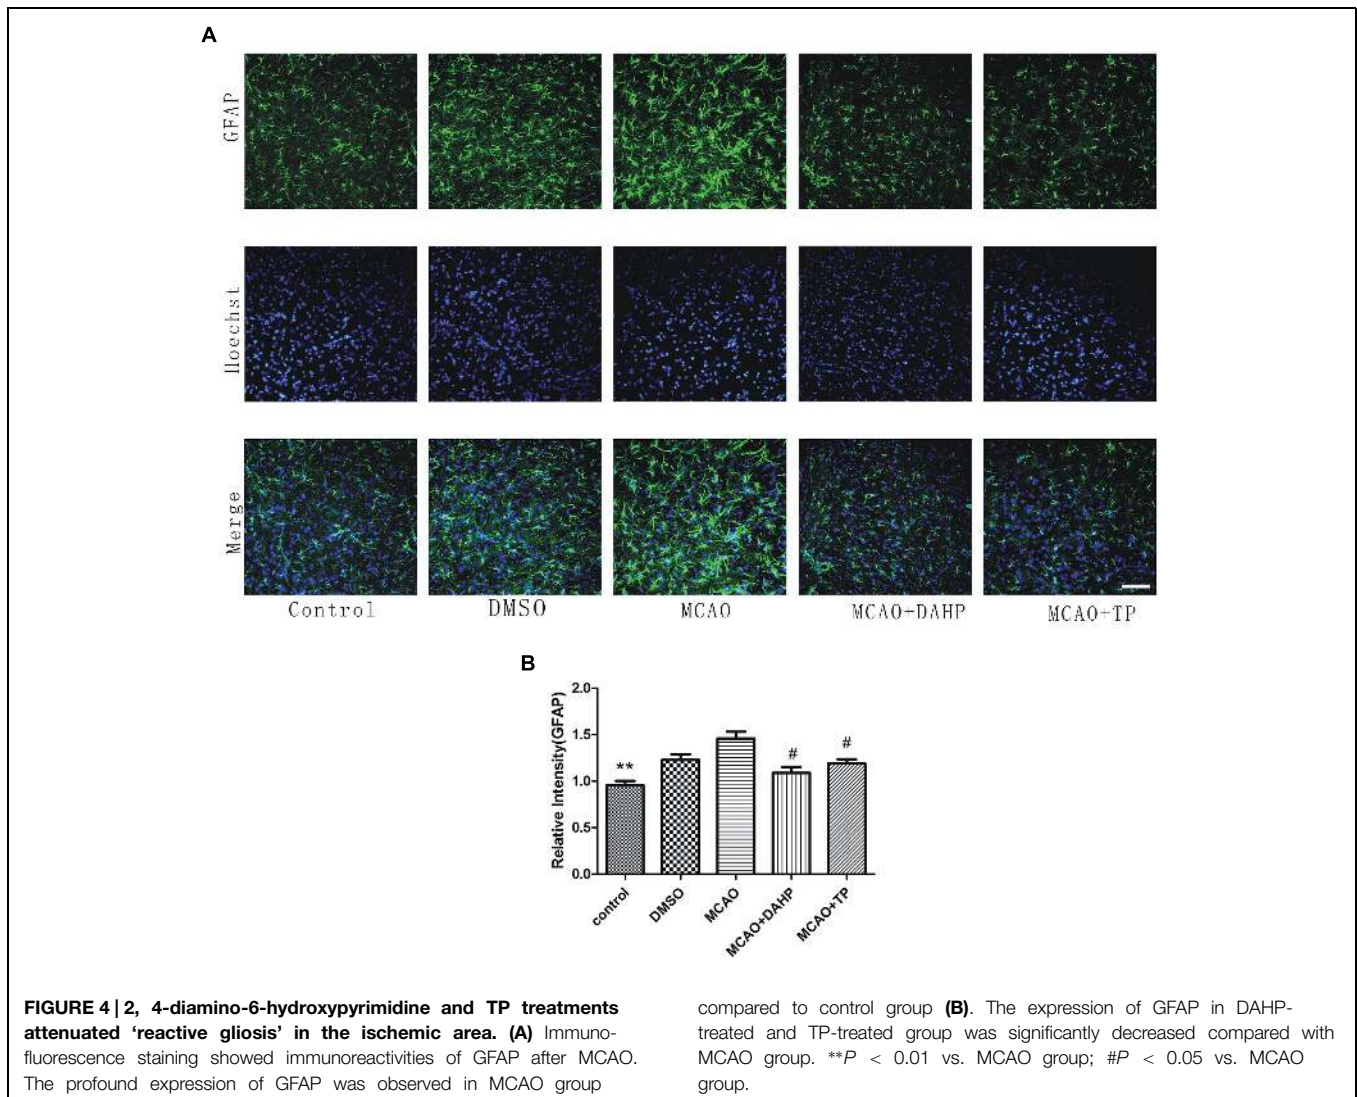 A
GFAP
Hoechst
Merge
Control DMSO MCAO MCAO+DAHP MCAO+TP
B
Relative Intensity(GFAP)
2.0
1.5
1.0
0.5
0.0
**
#
#
control DMSO MCAO MCAO+DAHP MCAO+TP
FIGURE 4 | 2, 4-diamino-6-hydroxypyrimidine and TP treatments
attenuated ‘reactive gliosis’ in the ischemic area. (A) Immuno-
fluorescence staining showed immunoreactivities of GFAP after MCAO.
The profound expression of GFAP was observed in MCAO group
compared to control group (B). The expression of GFAP in DAHP-
treated and TP-treated group was significantly decreased compared with
MCAO group. **P < 0.01 vs. MCAO group; #P < 0.05 vs. MCAO
group.